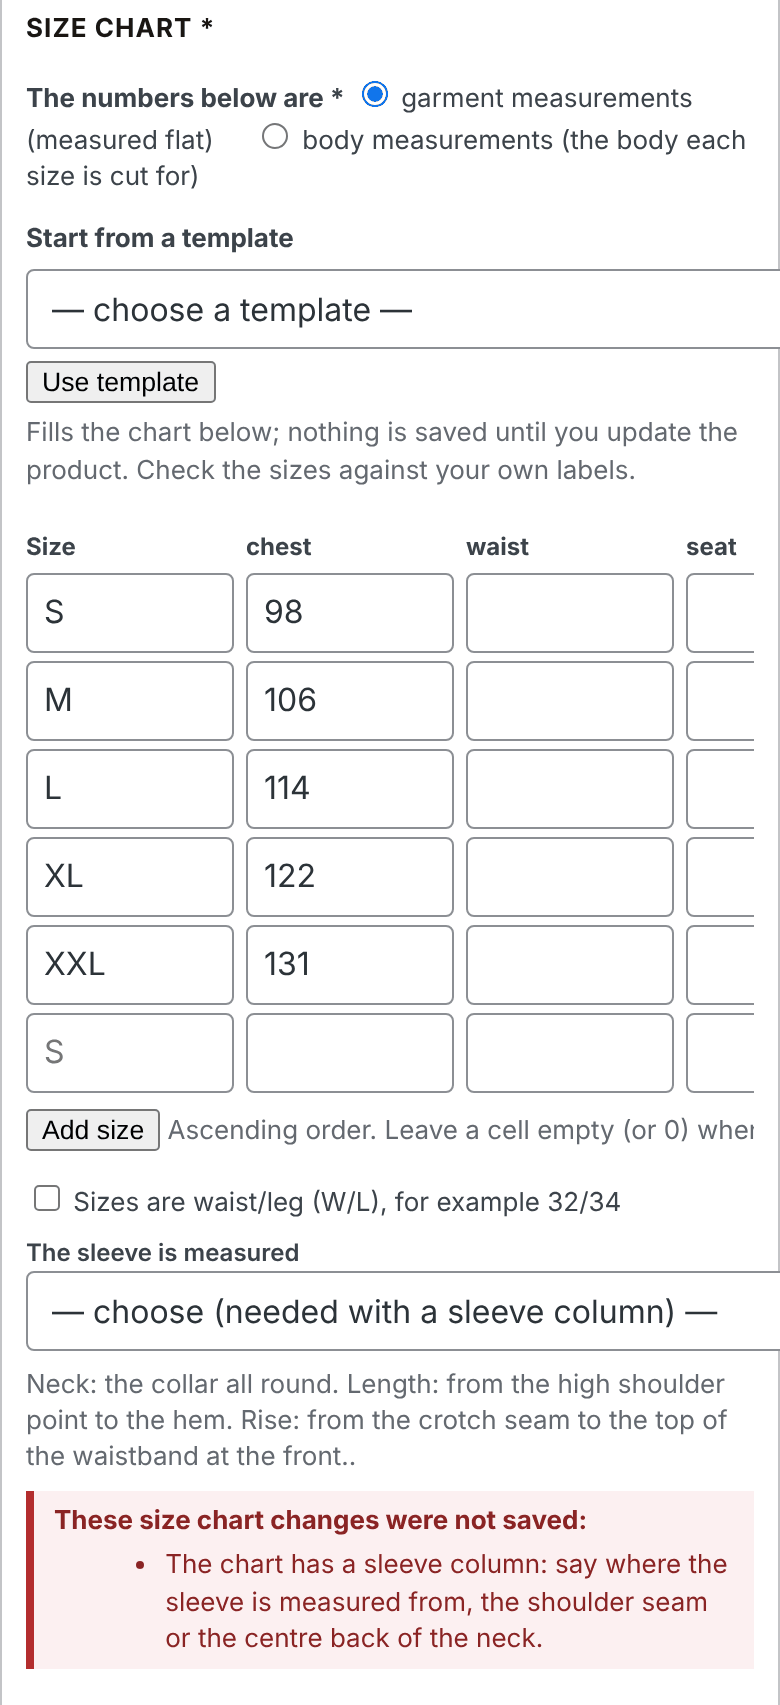 SIZE CHART *
The numbers below are * garment measurements
(measured flat) body measurements (the body each
size is cut for)
Start from a template
— choose a template —
Use template
Fills the chart below; nothing is saved until you update the
product. Check the sizes against your own labels.
Size chest waist seat
S 98
M 106
L 114
XL 122
XXL 131
S
Add size Ascending order. Leave a cell empty (or 0)
Sizes are waist/leg (W/L), for example 32/34
The sleeve is measured
— choose (needed with a sleeve column) —
Neck: the collar all round. Length: from the high shoulder
point to the hem. Rise: from the crotch seam to the top of
the waistband at the front..
These size chart changes were not saved:
• The chart has a sleeve column: say where the
sleeve is measured from, the shoulder seam
or the centre back of the neck.